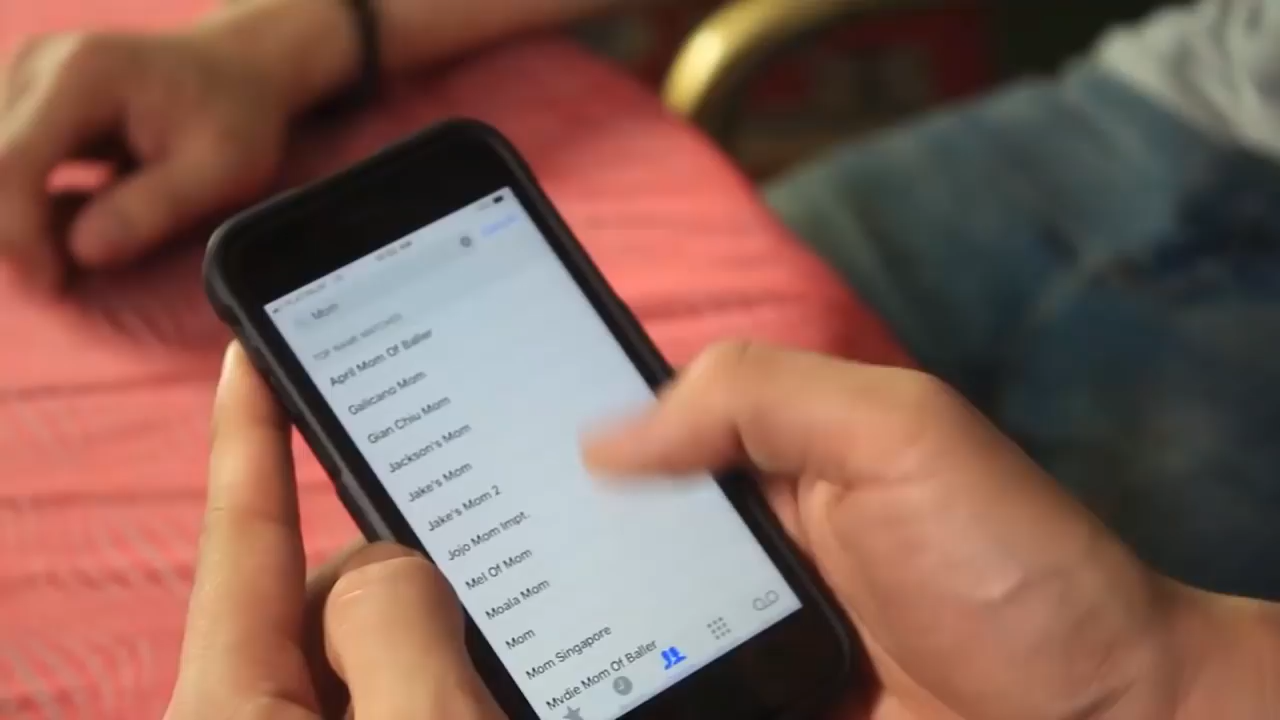 Mom
TOP NAME MATCHES
April Mom Of Baller
Galicano Mom
Gian Chiu Mom
Jackson's Mom
Jake's Mom
Jake's Mom 2
Jojo Mom Impt.
Mel Of Mom
Moala Mom
Mom
Mom Singapore
Mvdie Mom Of Baller